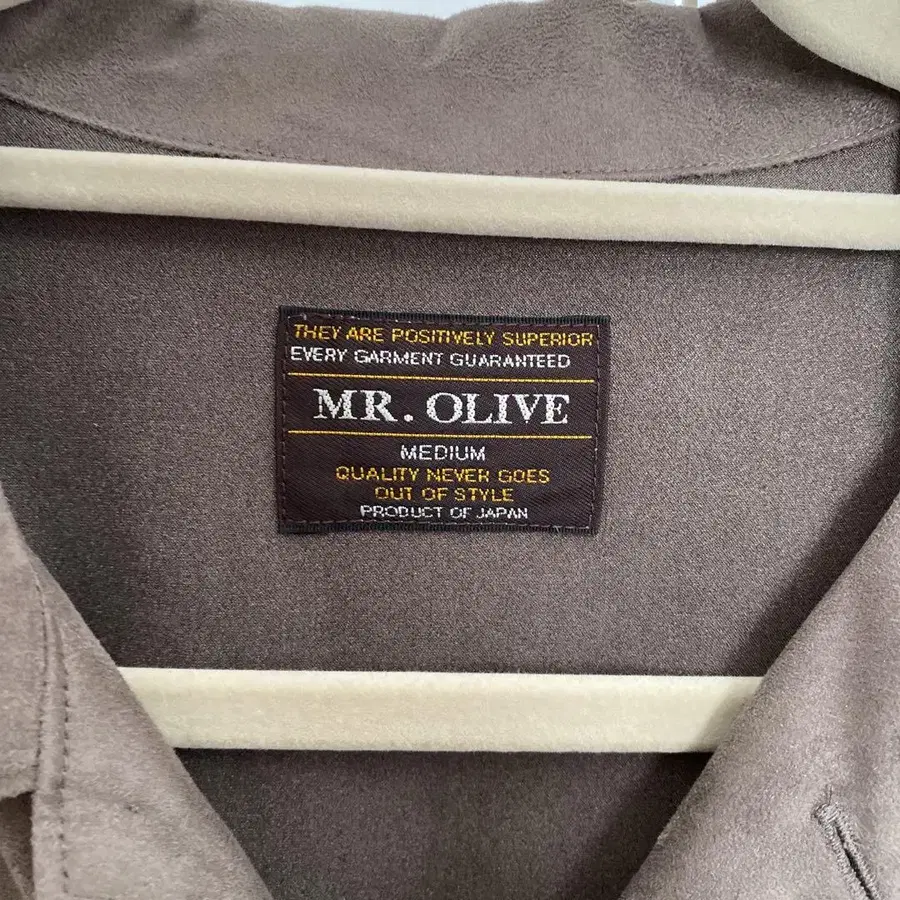 THEY ARE POSITIVELY SUPERIOR
EVERY GARMENT GUARANTEED
MR. OLIVE
MEDIUM
QUALITY NEVER GOES
OUT OF STYLE
PRODUCT OF JAPAN